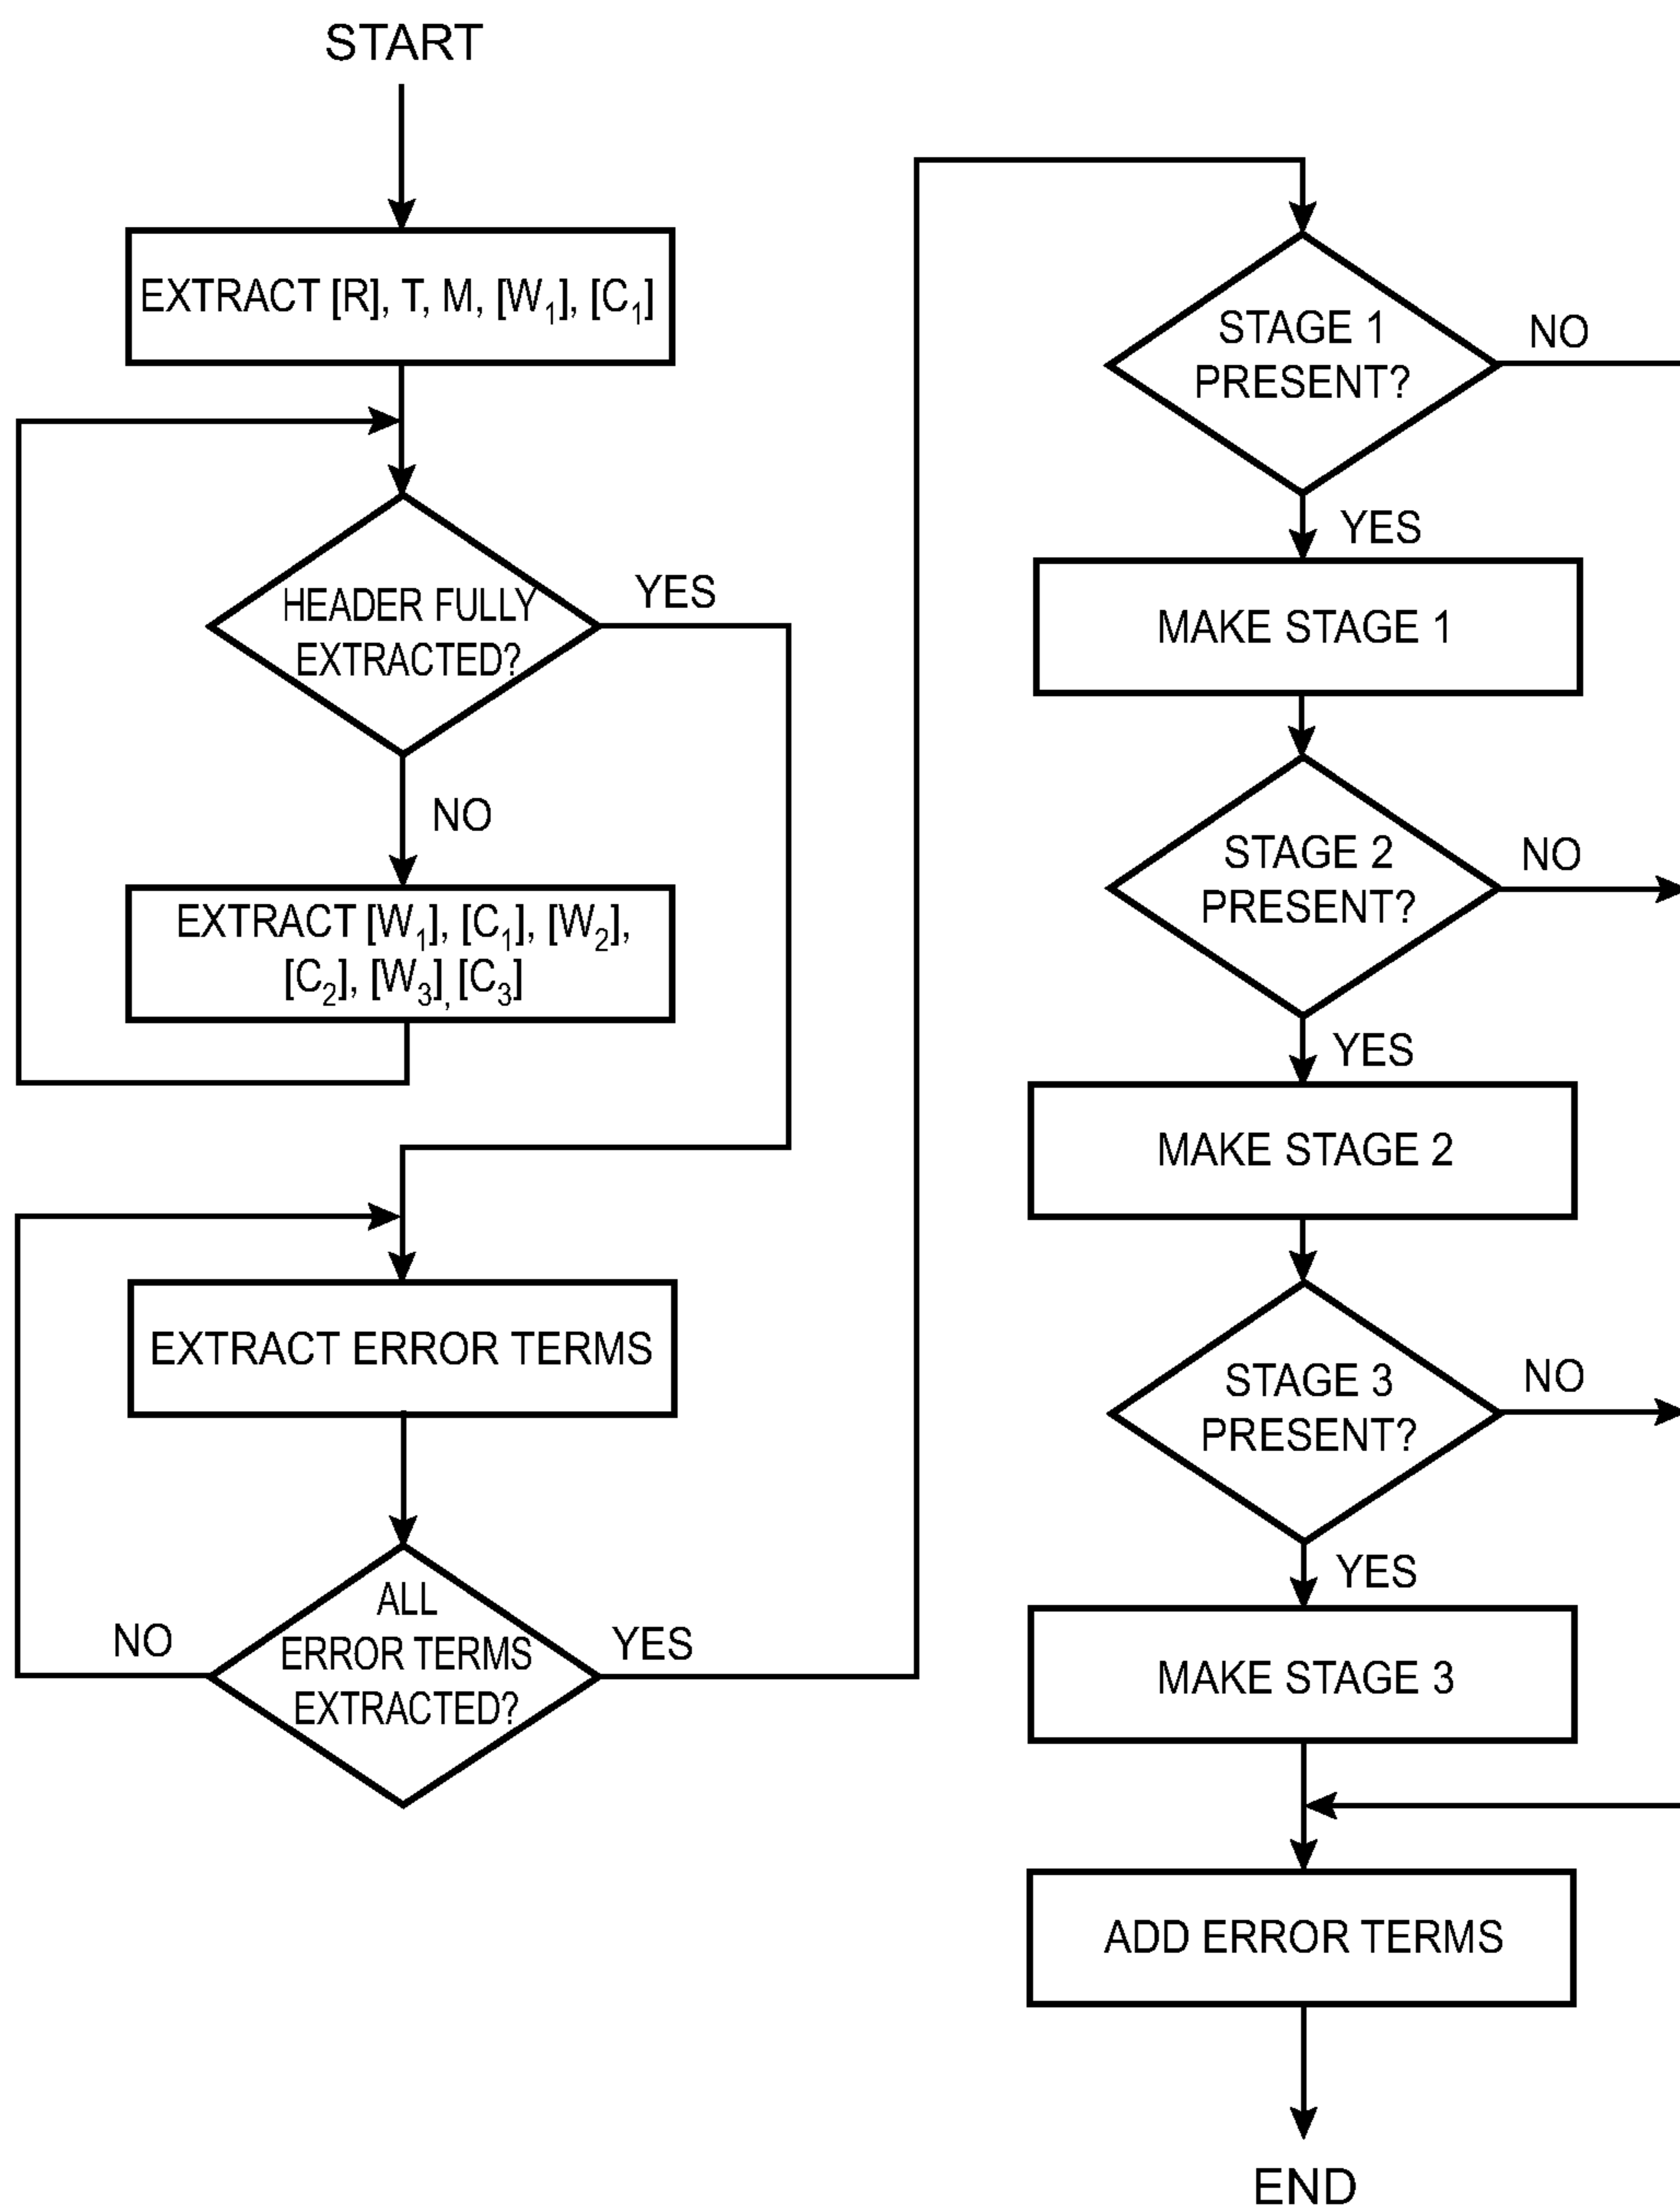 START
EXTRACT [R], T, M, [W₁], [C₁]
HEADER FULLY
EXTRACTED?
YES
NO
EXTRACT [W₁], [C₁], [W₂],
[C₂], [W₃], [C₃]
EXTRACT ERROR TERMS
ALL
ERROR TERMS
EXTRACTED?
NO
YES
STAGE 1
PRESENT?
NO
YES
MAKE STAGE 1
STAGE 2
PRESENT?
NO
YES
MAKE STAGE 2
STAGE 3
PRESENT?
NO
YES
MAKE STAGE 3
ADD ERROR TERMS
END